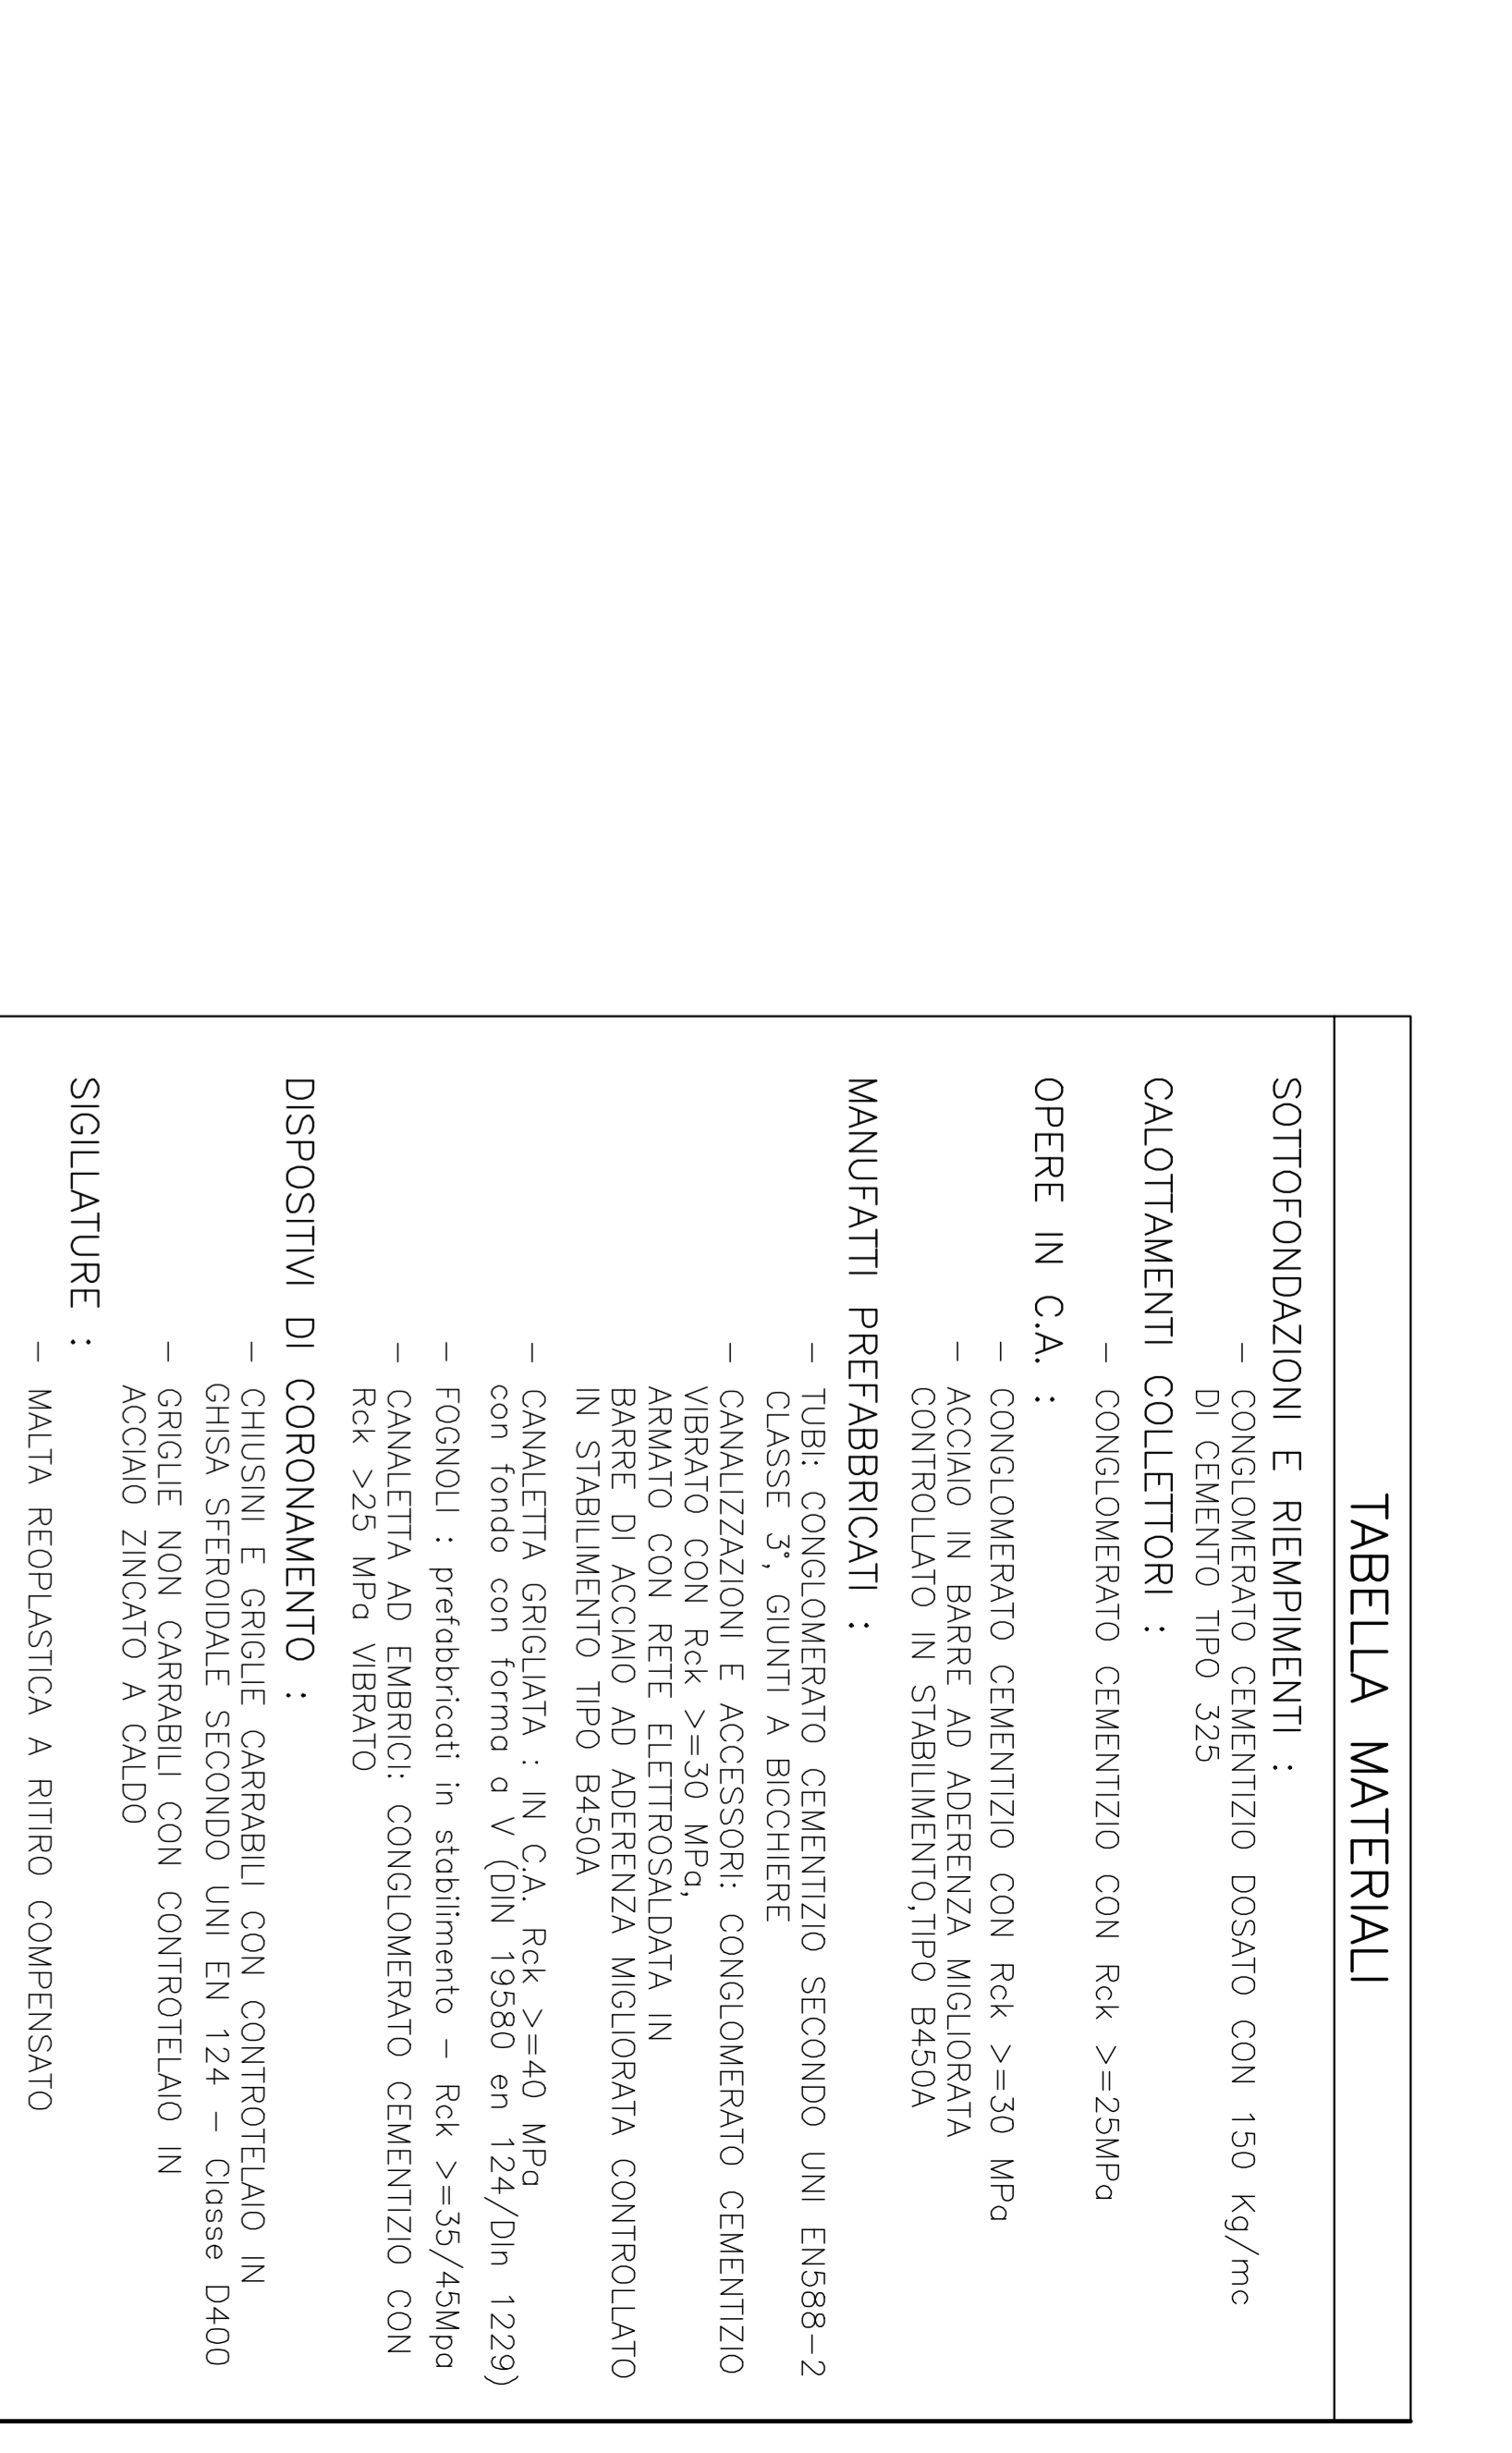 TABELLA MATERIALI
SOTTOFONDAZIONI E RIEMPIMENTI :
– CONGLOMERATO CEMENTIZIO DOSATO CON 150 Kg/mc
DI CEMENTO TIPO 325
CALOTTAMENTI COLLETTORI :
– CONGLOMERATO CEMENTIZIO CON Rck >=25MPa
OPERE IN C.A. :
– CONGLOMERATO CEMENTIZIO CON Rck >=30 MPa
– ACCIAIO IN BARRE AD ADERENZA MIGLIORATA
CONTROLLATO IN STABILIMENTO,TIPO B450A
MANUFATTI PREFABBRICATI :
– TUBI: CONGLOMERATO CEMENTIZIO SECONDO UNI EN588–2
CLASSE 3°, GIUNTI A BICCHIERE
– CANALIZZAZIONI E ACCESSORI: CONGLOMERATO CEMENTIZIO
VIBRATO CON Rck >=30 MPa,
ARMATO CON RETE ELETTROSALDATA IN
BARRE DI ACCIAIO AD ADERENZA MIGLIORATA CONTROLLATO
IN STABILIMENTO TIPO B450A
– CANALETTA GRIGLIATA : IN C.A. Rck >=40 MPa
con fondo con forma a V (DIN 19580 en 124/DIn 1229)
– FOGNOLI : prefabbricati in stabilimento – Rck >=35/45Mpa
– CANALETTA AD EMBRICI: CONGLOMERATO CEMENTIZIO CON
Rck >25 MPa VIBRATO
DISPOSITIVI DI CORONAMENTO :
– CHIUSINI E GRIGLIE CARRABILI CON CONTROTELAIO IN
GHISA SFEROIDALE SECONDO UNI EN 124 – Classe D400
– GRIGLIE NON CARRABILI CON CONTROTELAIO IN
ACCIAIO ZINCATO A CALDO
SIGILLATURE :
– MALTA REOPLASTICA A RITIRO COMPENSATO